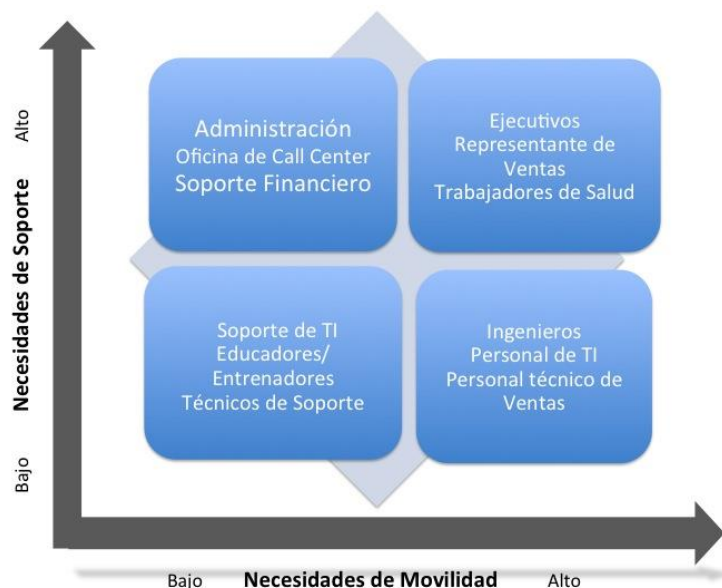 Alto
Necesidades de Soporte
Bajo
Administración
Oficina de Call Center
Soporte Financiero
Ejecutivos
Representante de
Ventas
Trabajadores de Salud
Soporte de TI
Educadores/
Entrenadores
Técnicos de Soporte
Ingenieros
Personal de TI
Personal técnico de
Ventas
Bajo
Necesidades de Movilidad
Alto